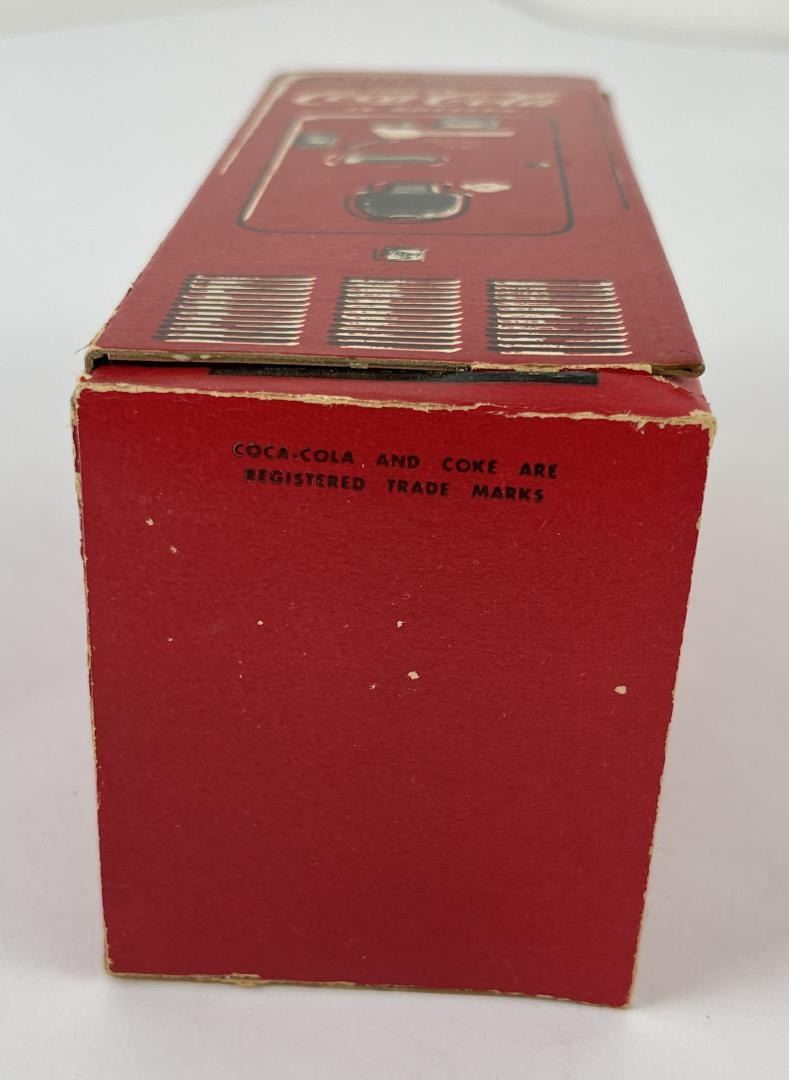 Coca-Cola
COCA-COLA AND COKE ARE
REGISTERED TRADE MARKS